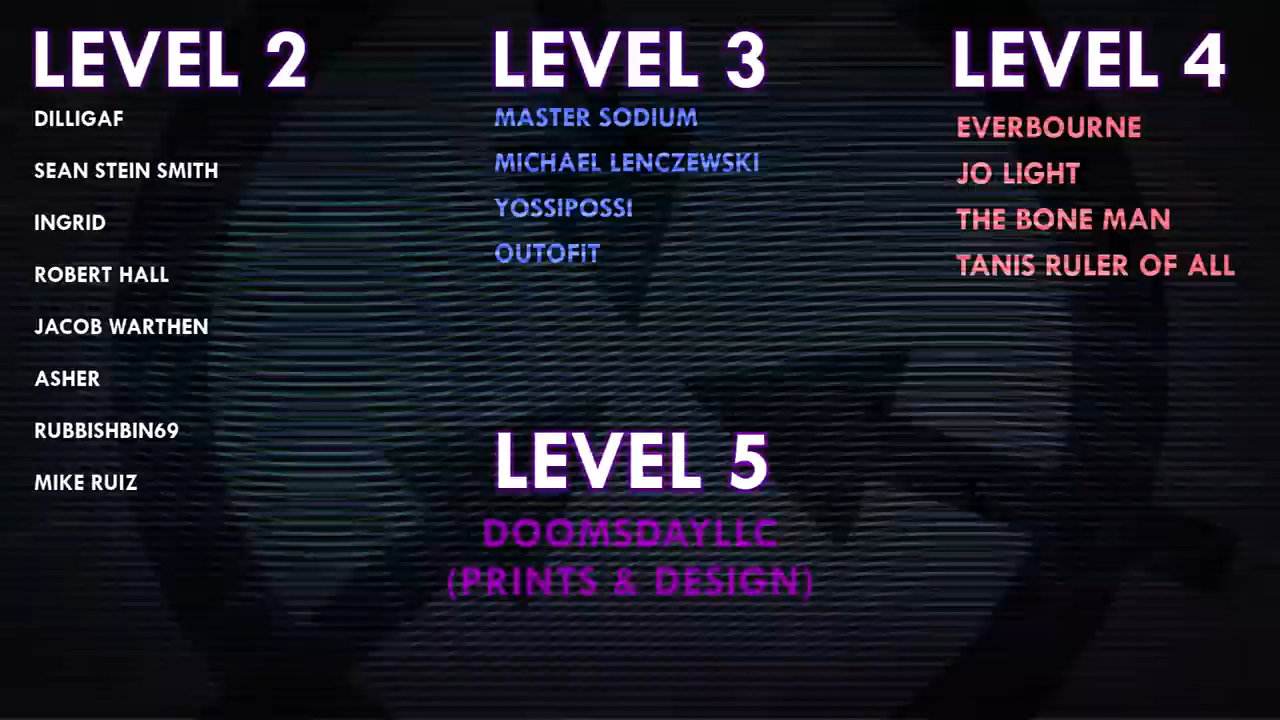 LEVEL 2
DILLIGAF
SEAN STEIN SMITH
INGRID
ROBERT HALL
JACOB WARTHEN
ASHER
RUBBISHBIN69
MIKE RUIZ
LEVEL 3
MASTER SODIUM
MICHAEL LENCZEWSKI
YOSSIPOSSI
OUTOFIT
LEVEL 4
EVERBOURNE
JO LIGHT
THE BONE MAN
TANIS RULER OF ALL
LEVEL 5
DOOMSDAYLLC
(PRINTS & DESIGN)